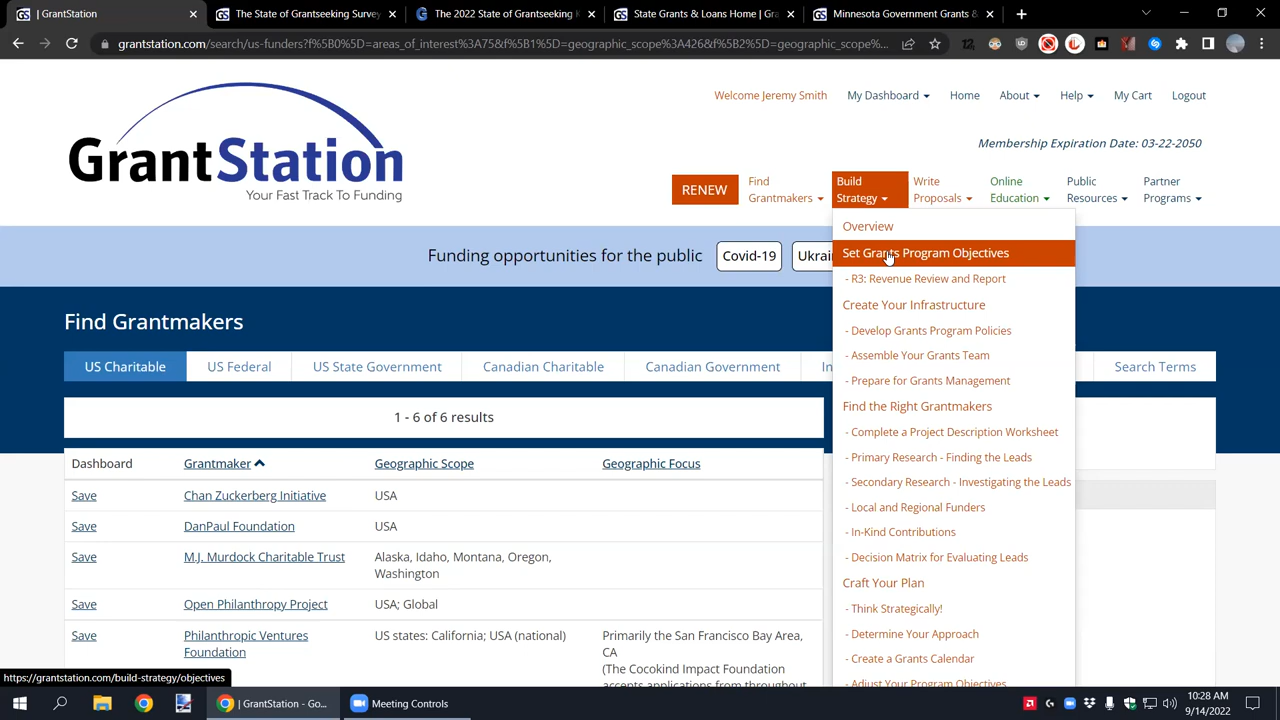 | GrantStation
The State of Grantseeking Survey
The 2022 State of Grantseeking
State Grants & Loans Home | Gra
Minnesota Government Grants &
grantstation.com/search/us-funders?f%5B0%5D=areas_of_interest%3A75&f%5B1%5D=geographic_scope%3A426&f%5B2%5D=geographic_scope%...
GrantStation
Your Fast Track To Funding
Welcome Jeremy Smith
My Dashboard
Home
About
Help
My Cart
Logout
Membership Expiration Date: 03-22-2050
RENEW
Find
Grantmakers
Build
Strategy
Write
Proposals
Online
Education
Public
Resources
Partner
Programs
Funding opportunities for the public
Covid-19
Ukrai
Overview
Set Grants Program Objectives
- R3: Revenue Review and Report
Create Your Infrastructure
- Develop Grants Program Policies
- Assemble Your Grants Team
- Prepare for Grants Management
Find the Right Grantmakers
- Complete a Project Description Worksheet
- Primary Research - Finding the Leads
- Secondary Research - Investigating the Leads
- Local and Regional Funders
- In-Kind Contributions
- Decision Matrix for Evaluating Leads
Craft Your Plan
- Think Strategically!
- Determine Your Approach
- Create a Grants Calendar
- Adjust Your Program Objectives
Find Grantmakers
US Charitable
US Federal
US State Government
Canadian Charitable
Canadian Government
In
Search Terms
1 - 6 of 6 results
Dashboard
Grantmaker
Geographic Scope
Geographic Focus
Save
Chan Zuckerberg Initiative
USA
Save
DanPaul Foundation
USA
Save
M.J. Murdock Charitable Trust
Alaska, Idaho, Montana, Oregon,
Washington
Save
Open Philanthropy Project
USA; Global
Save
Philanthropic Ventures
Foundation
US states: California; USA (national)
Primarily the San Francisco Bay Area,
CA
(The Cocokind Impact Foundation
accepts applications from throughout
https://grantstation.com/build-strategy/objectives
| GrantStation - Go...
Meeting Controls
10:28 AM
9/14/2022